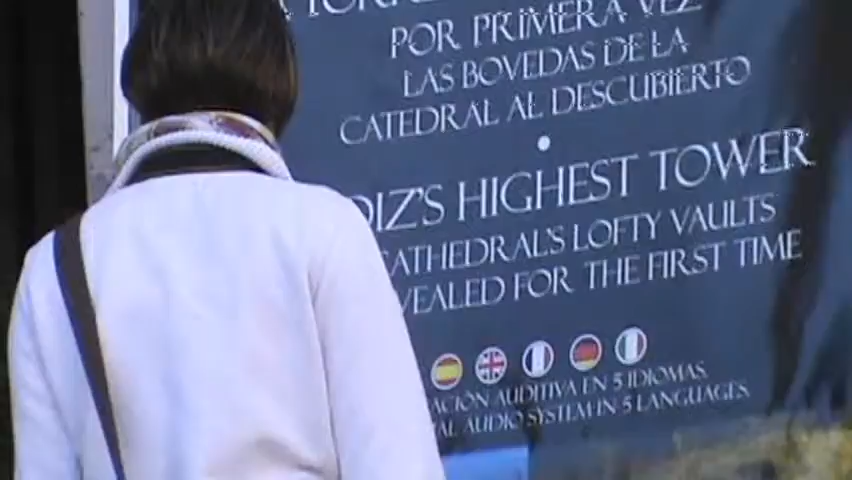 POR PRIMERA VEZ
LAS BOVEDAS DE LA
CATEDRAL AL DESCUBIERTO
DIZ'S HIGHEST TOWER
CATHEDRAL'S LOFTY VAULTS
VEALED FOR THE FIRST TIME
ACIÓN AUDITIVA EN 5 IDIOMAS.
AL AUDIO SYSTEM IN 5 LANGUAGES.